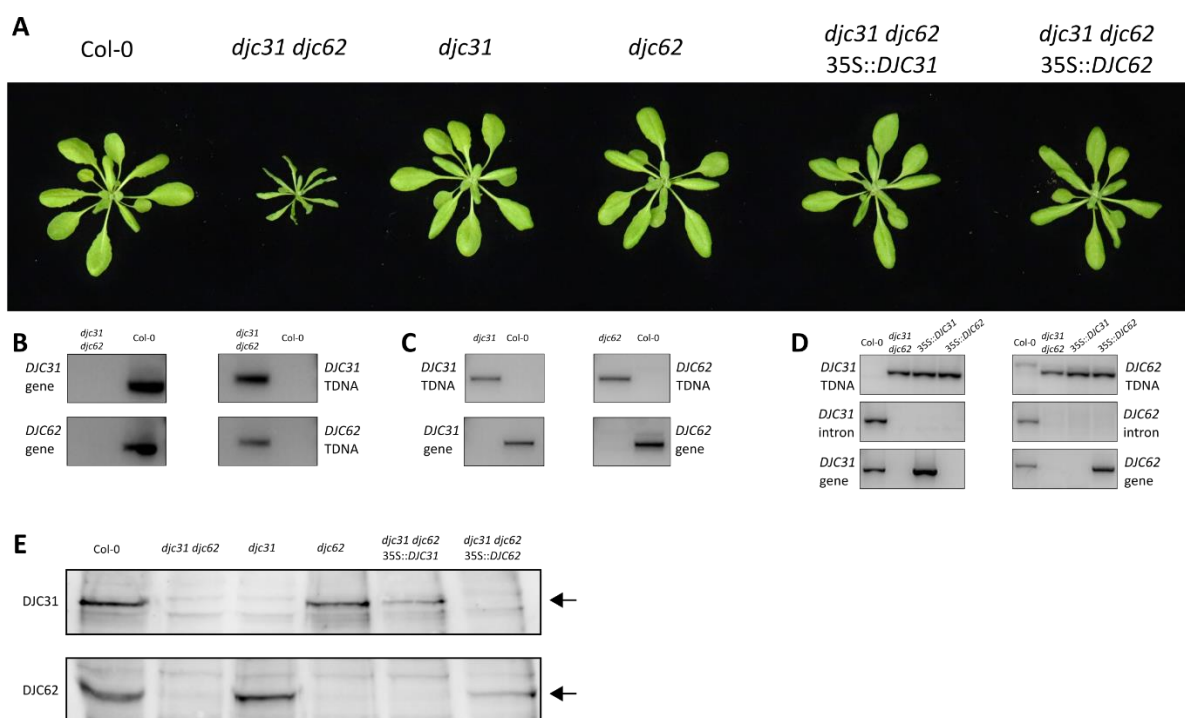 A
Col-0
djc31 djc62
djc31
djc62
djc31 djc62
35S::DJC31
djc31 djc62
35S::DJC62
B
djc31
djc62
Col-0
DJC31
gene
DJC62
gene
djc31
djc62
Col-0
DJC31
TDNA
DJC62
TDNA
C
djc31
Col-0
DJC31
TDNA
DJC31
gene
djc62
Col-0
DJC62
TDNA
DJC62
gene
D
Col-0
djc31
djc62
35S::DJC31
35S::DJC62
DJC31
TDNA
DJC31
intron
DJC31
gene
Col-0
djc31
djc62
35S::DJC31
35S::DJC62
DJC62
TDNA
DJC62
intron
DJC62
gene
E
Col-0
djc31 djc62
djc31
djc62
djc31 djc62
35S::DJC31
djc31 djc62
35S::DJC62
DJC31
DJC62